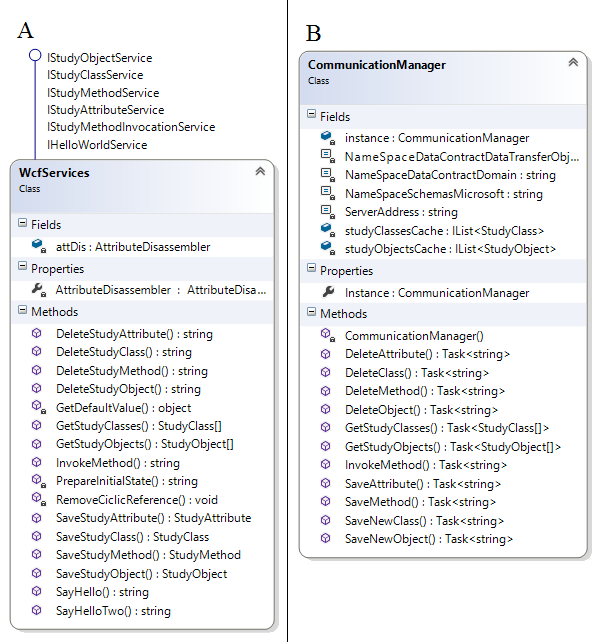 A
IStudyObjectService
IStudyClassService
IStudyMethodService
IStudyAttributeService
IStudyMethodInvocationService
IHelloWorldService
WcfServices
Class
Fields
attDis : AttributeDisassembler
Properties
AttributeDisassembler : AttributeDisa...
Methods
DeleteStudyAttribute() : string
DeleteStudyClass() : string
DeleteStudyMethod() : string
DeleteStudyObject() : string
GetDefaultValue() : object
GetStudyClasses() : StudyClass[]
GetStudyObjects() : StudyObject[]
InvokeMethod() : string
PrepareInitialState() : string
RemoveCiclicReference() : void
SaveStudyAttribute() : StudyAttribute
SaveStudyClass() : StudyClass
SaveStudyMethod() : StudyMethod
SaveStudyObject() : StudyObject
SayHello() : string
SayHelloTwo() : string
B
CommunicationManager
Class
Fields
instance : CommunicationManager
NameSpaceDataContractDataTransferObj...
NameSpaceDataContractDomain : string
NameSpaceSchemasMicrosoft : string
ServerAddress : string
studyClassesCache : IList<StudyClass>
studyObjectsCache : IList<StudyObject>
Properties
Instance : CommunicationManager
Methods
CommunicationManager()
DeleteAttribute() : Task<string>
DeleteClass() : Task<string>
DeleteMethod() : Task<string>
DeleteObject() : Task<string>
GetStudyClasses() : Task<StudyClass[]>
GetStudyObjects() : Task<StudyObject[]>
InvokeMethod() : Task<string>
SaveAttribute() : Task<string>
SaveMethod() : Task<string>
SaveNewClass() : Task<string>
SaveNewObject() : Task<string>